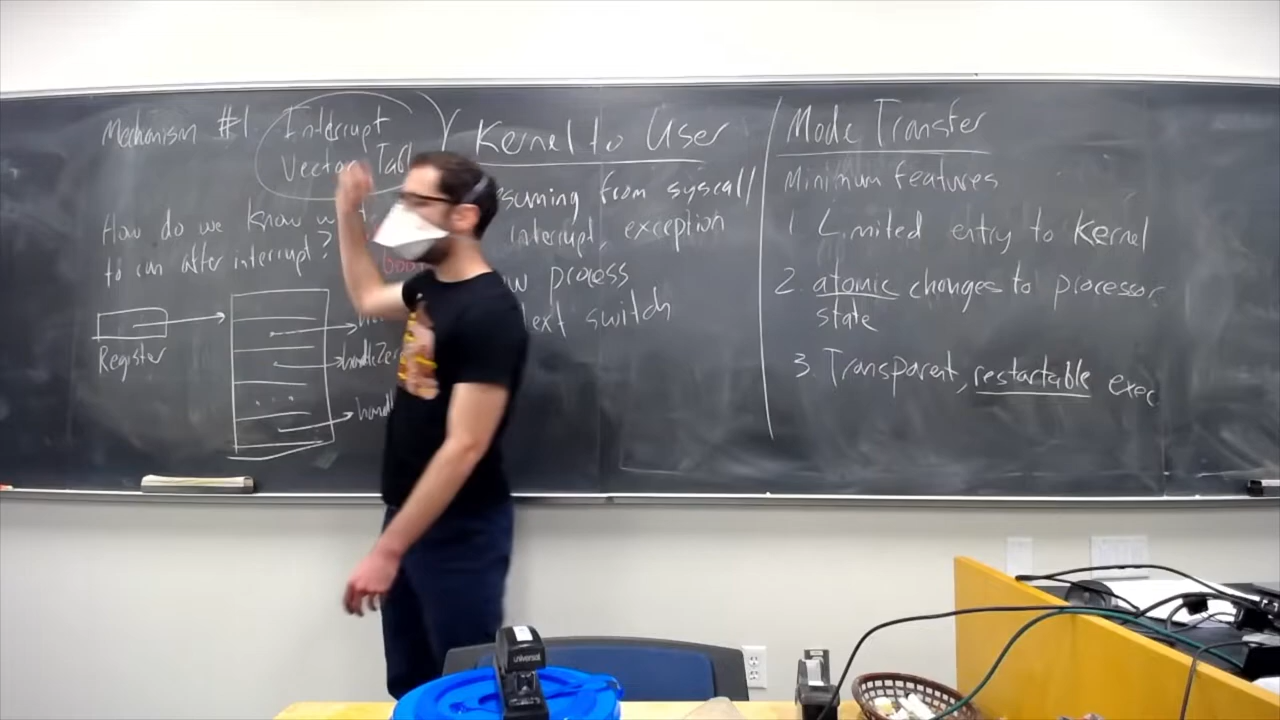 Mechanism #1
Interrupt
Vector Tabl
How do we know
to run after interrupt?
Register
handleZer
handl
Kernel to User
suming from syscall/
interrupt, exception
w process
ext switch
Mode Transfer
Minimum features
1 Limited entry to Kernel
2. atomic changes to processor
state
3. Transparent, restartable exec
universal